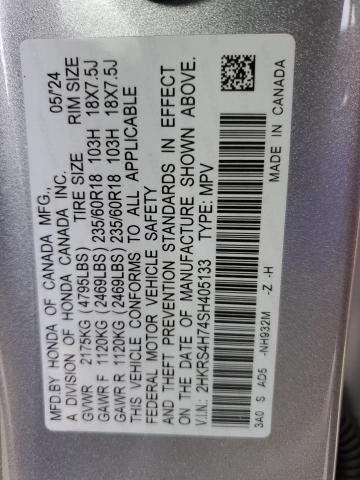 MFD.BY HONDA OF CANADA MFG., 05/24
A DIVISION OF HONDA CANADA INC.
TIRE SIZE RIM SIZE
GVWR 2175KG (4795LBS)
GAWR F 1120KG (2469LBS) 235/60R18 103H 18X7.5J
GAWR R 1120KG (2469LBS) 235/60R18 103H 18X7.5J
THIS VEHICLE CONFORMS TO ALL APPLICABLE
FEDERAL MOTOR VEHICLE SAFETY
AND THEFT PREVENTION STANDARDS IN EFFECT
ON THE DATE OF MANUFACTURE SHOWN ABOVE.
V.I.N.: 2HKRS4H74SH405133 TYPE: MPV
3A0 S AD5 -NH932M -Z -H
MADE IN CANADA